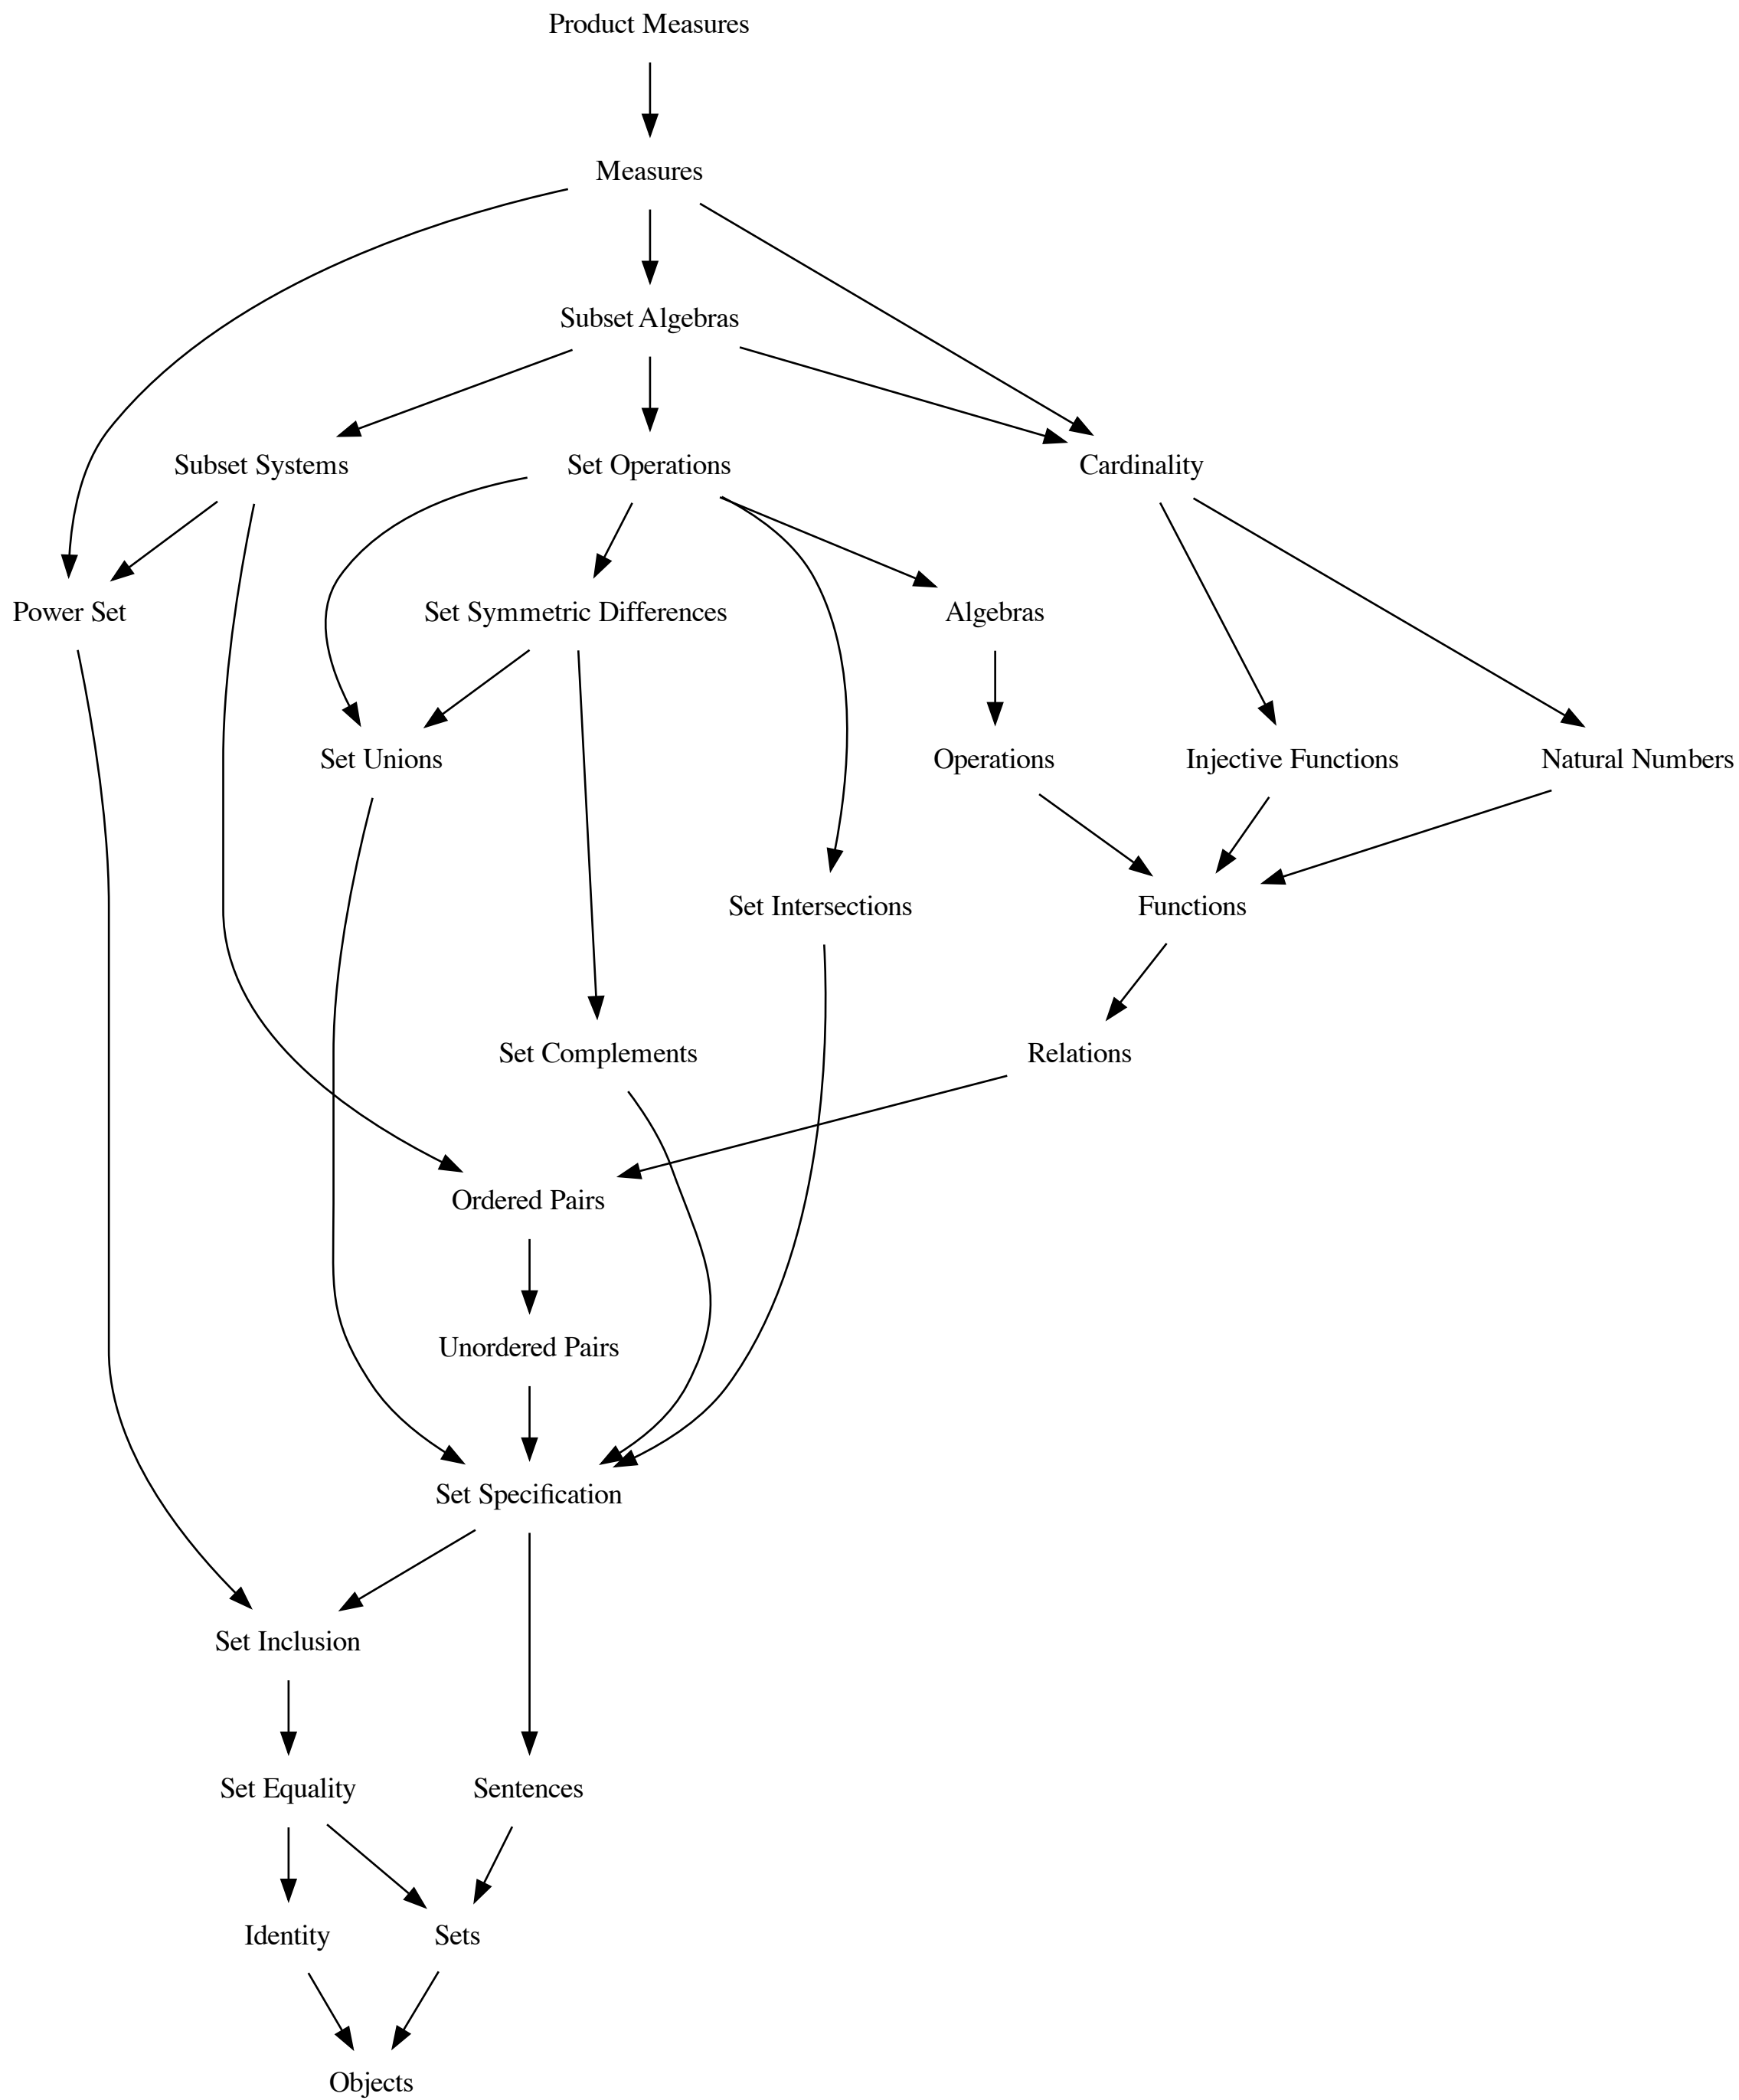 Product Measures
Measures
Subset Algebras
Subset Systems
Set Operations
Cardinality
Power Set
Set Symmetric Differences
Algebras
Set Unions
Operations
Injective Functions
Natural Numbers
Set Intersections
Functions
Set Complements
Relations
Ordered Pairs
Unordered Pairs
Set Specification
Set Inclusion
Set Equality
Sentences
Identity
Sets
Objects